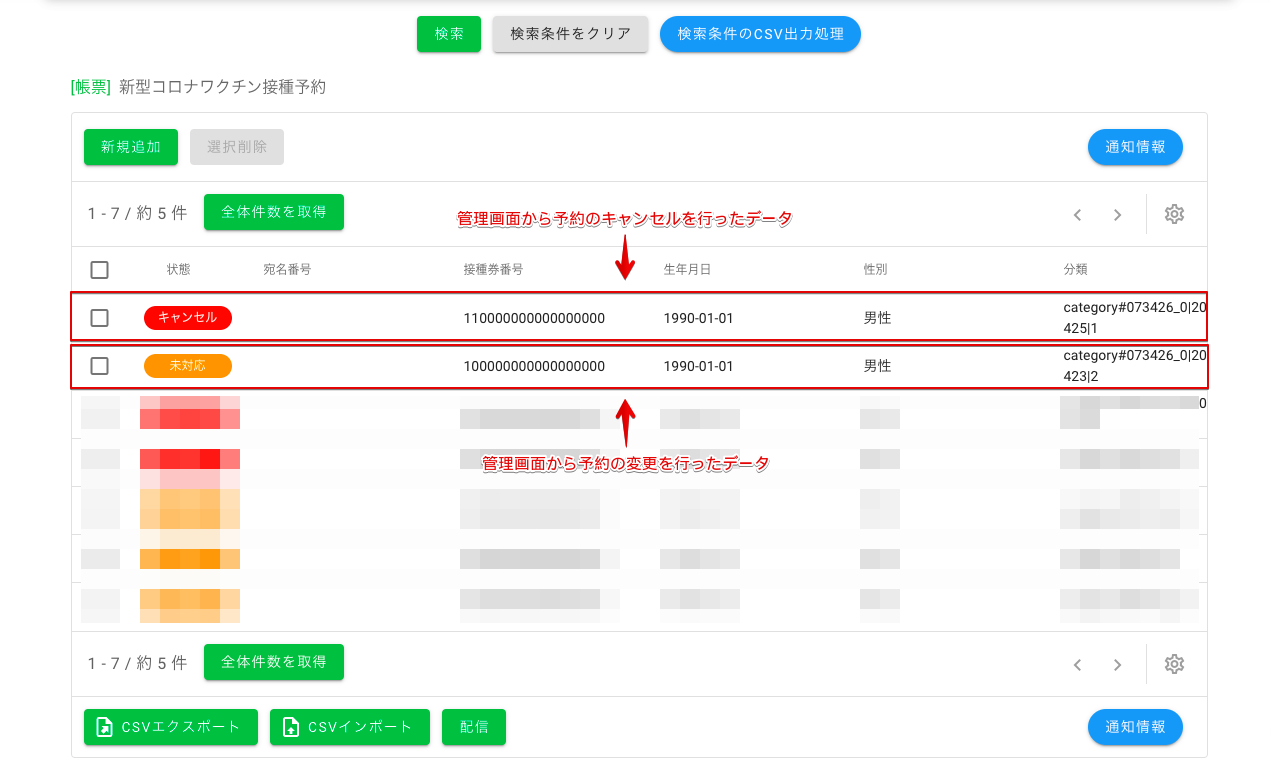 検索 検索条件をクリア 検索条件のCSV出力処理
[帳票] 新型コロナワクチン接種予約
新規追加 選択削除 通知情報
1 - 7 / 約 5 件 全体件数を取得
管理画面から予約のキャンセルを行ったデータ
状態 宛名番号 接種券番号 生年月日 性別 分類
キャンセル 110000000000000000 1990-01-01 男性 category#073426_0|20
425|1
未対応 100000000000000000 1990-01-01 男性 category#073426_0|20
423|2
0
管理画面から予約の変更を行ったデータ
1 - 7 / 約 5 件 全体件数を取得
CSVエクスポート CSVインポート 配信 通知情報